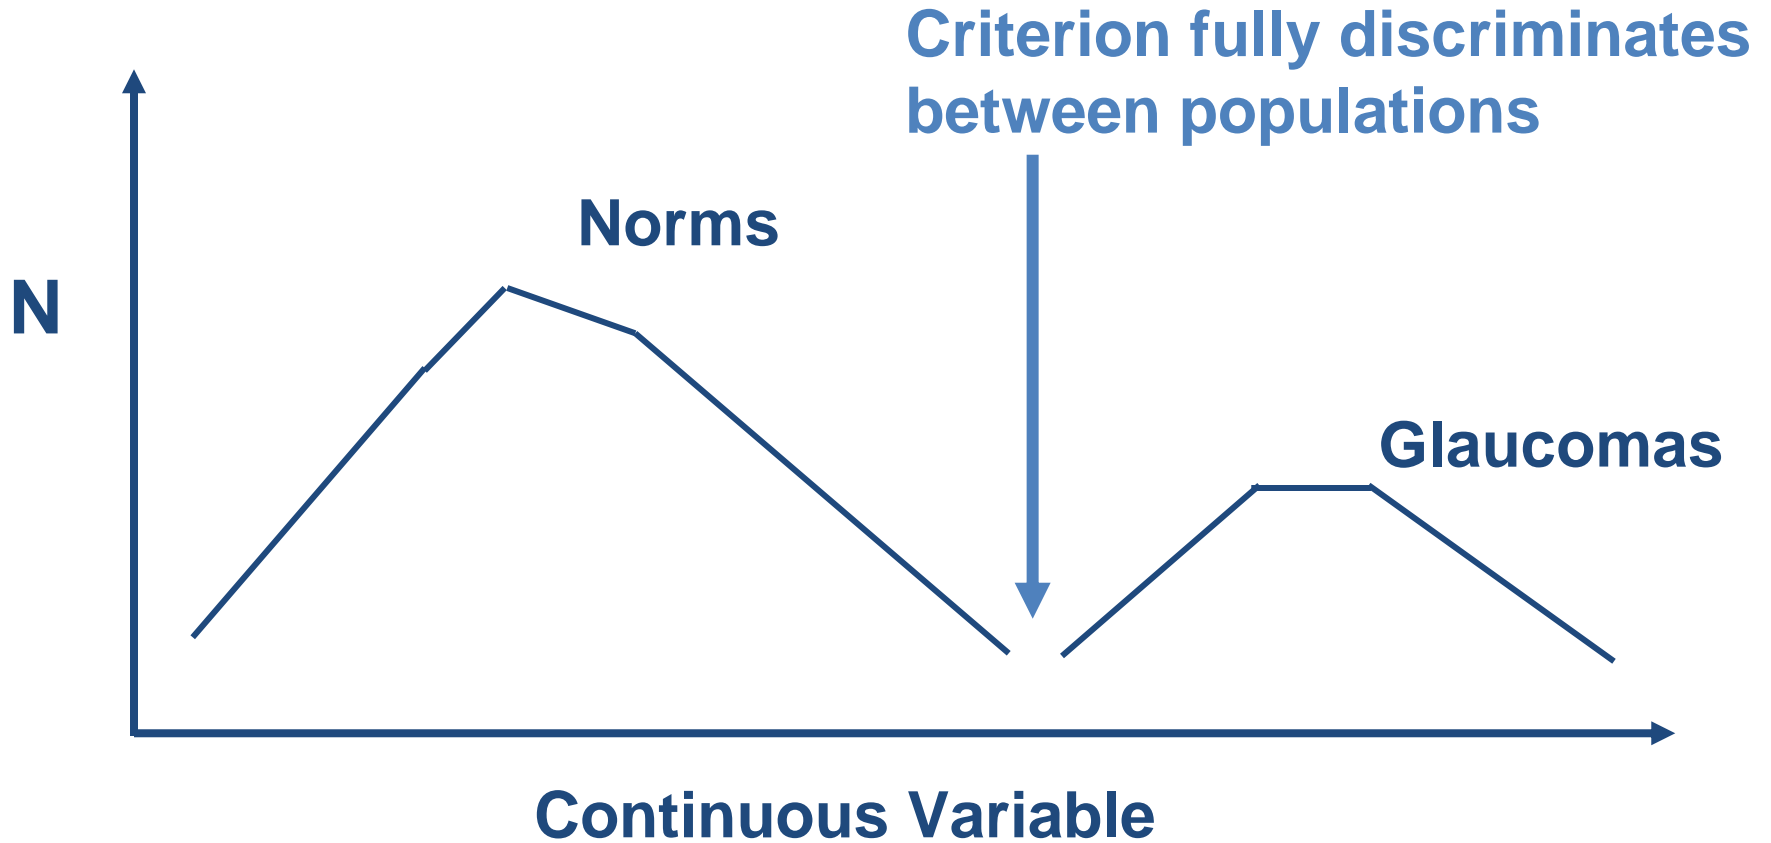 Criterion fully discriminates
between populations
Norms
N
Glaucomas
Continuous Variable